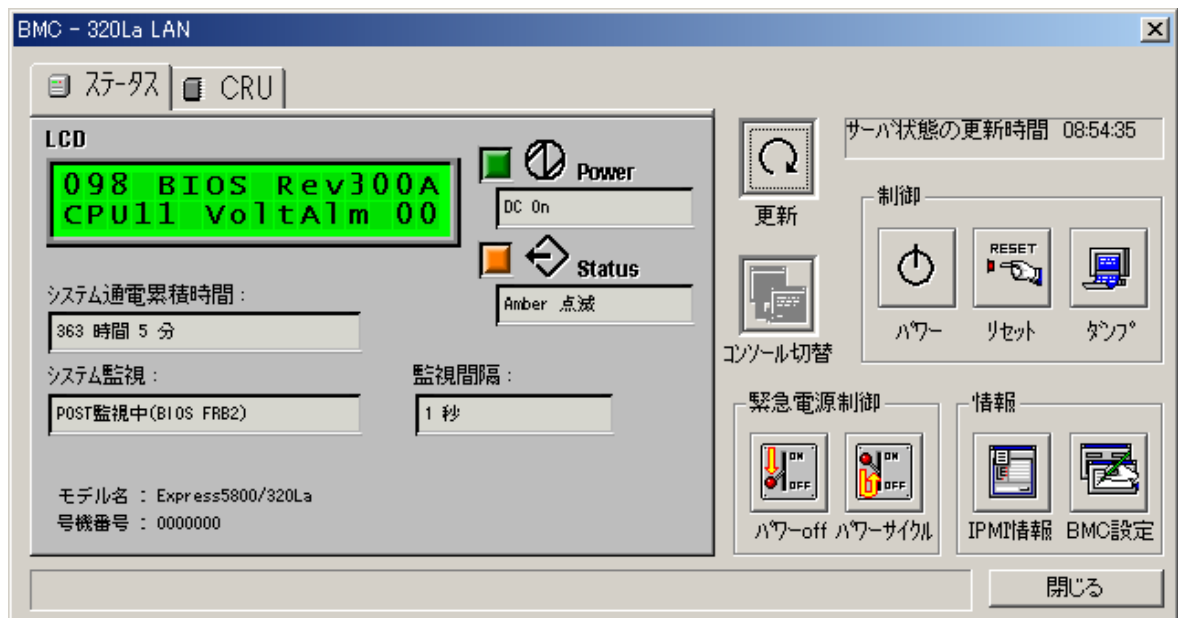 BMC - 320La LAN
ステータス
CRU
LCD
098 BIOS Rev300A
CPU11 VoltAlm 00
Power
DC On
Status
Amber 点滅
システム通電累積時間：
363 時間 5 分
システム監視：
POST監視中(BIOS FRB2)
監視間隔：
1 秒
モデル名 ： Express5800/320La
号機番号 ： 0000000
更新
コンソール切替
サーバ状態の更新時間 08:54:35
制御
パワー
RESET
リセット
ダンプ
緊急電源制御
ON
OFF
パワーoff
ON
OFF
パワーサイクル
情報
IPMI情報
BMC設定
閉じる